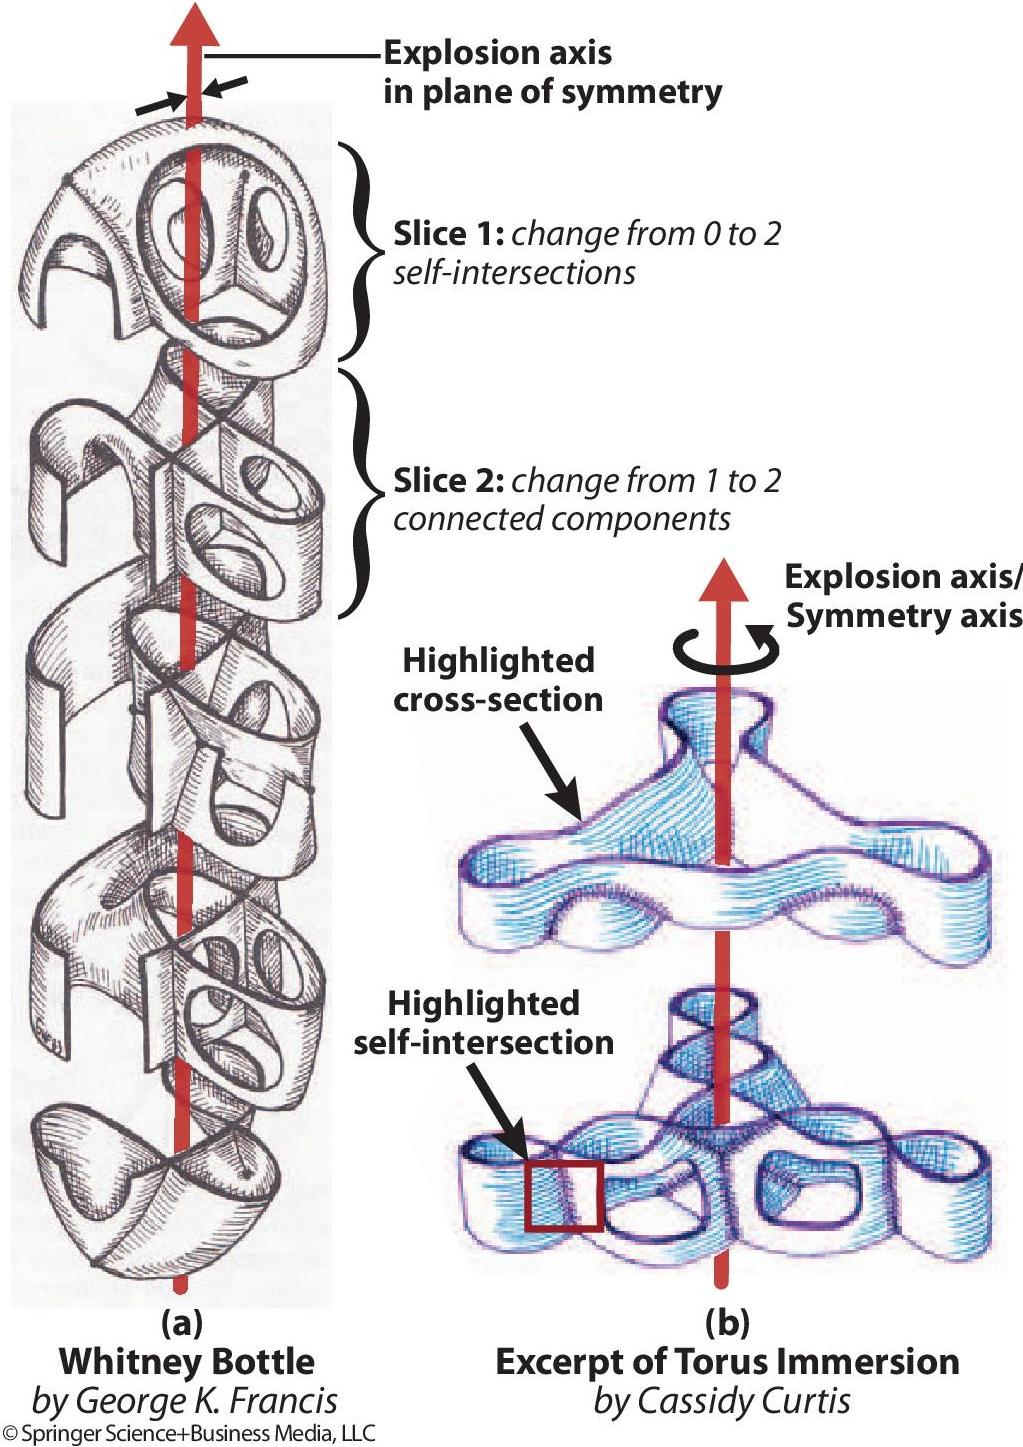 Explosion axis
in plane of symmetry
Slice 1: change from 0 to 2
self-intersections
Slice 2: change from 1 to 2
connected components
Explosion axis/
Symmetry axis
Highlighted
cross-section
Highlighted
self-intersection
(a)
Whitney Bottle
by George K. Francis
© Springer Science+Business Media, LLC
(b)
Excerpt of Torus Immersion
by Cassidy Curtis